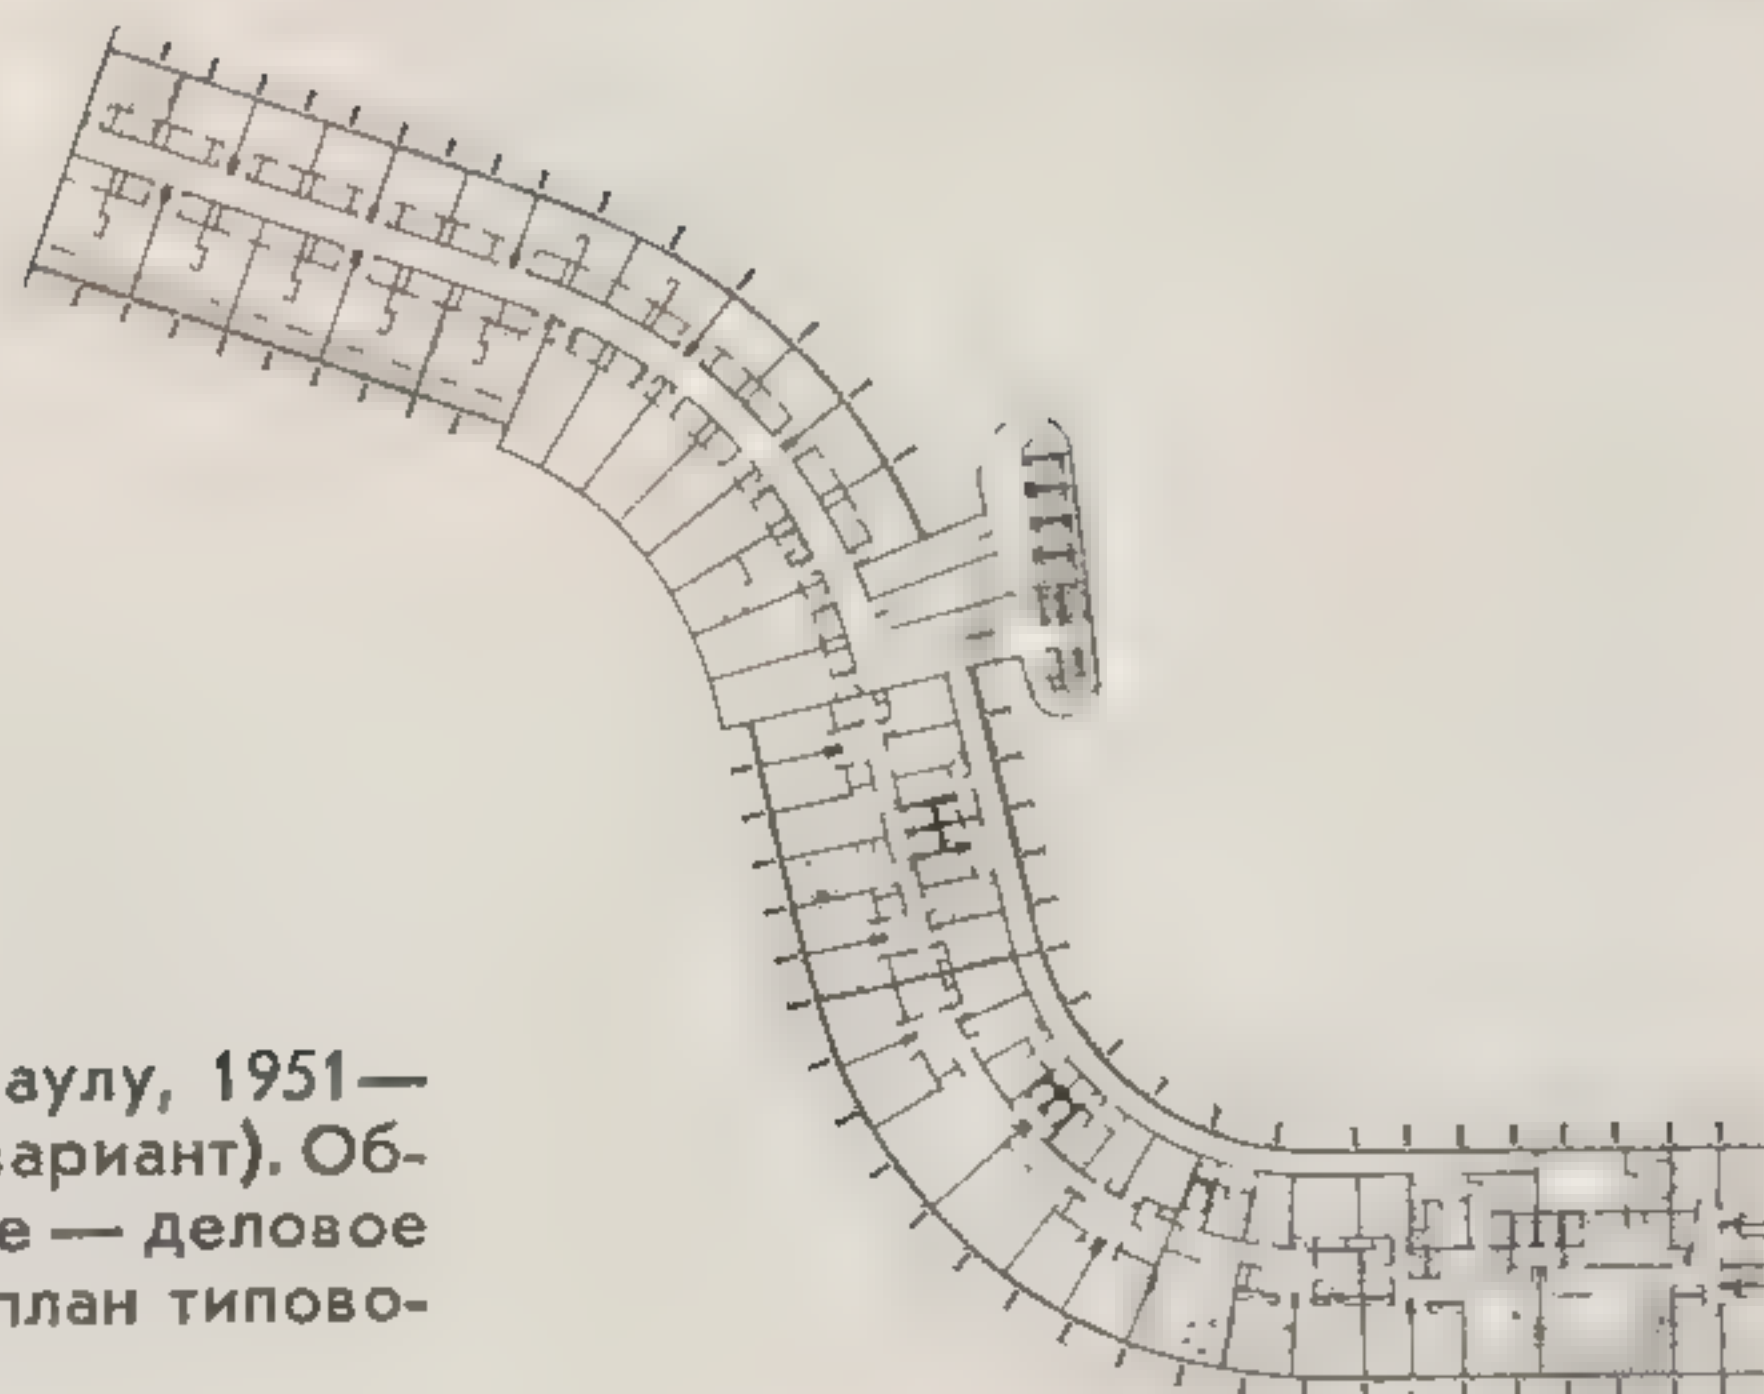 аулу, 1951—
вариант). Об-
е — деловое
план типово-